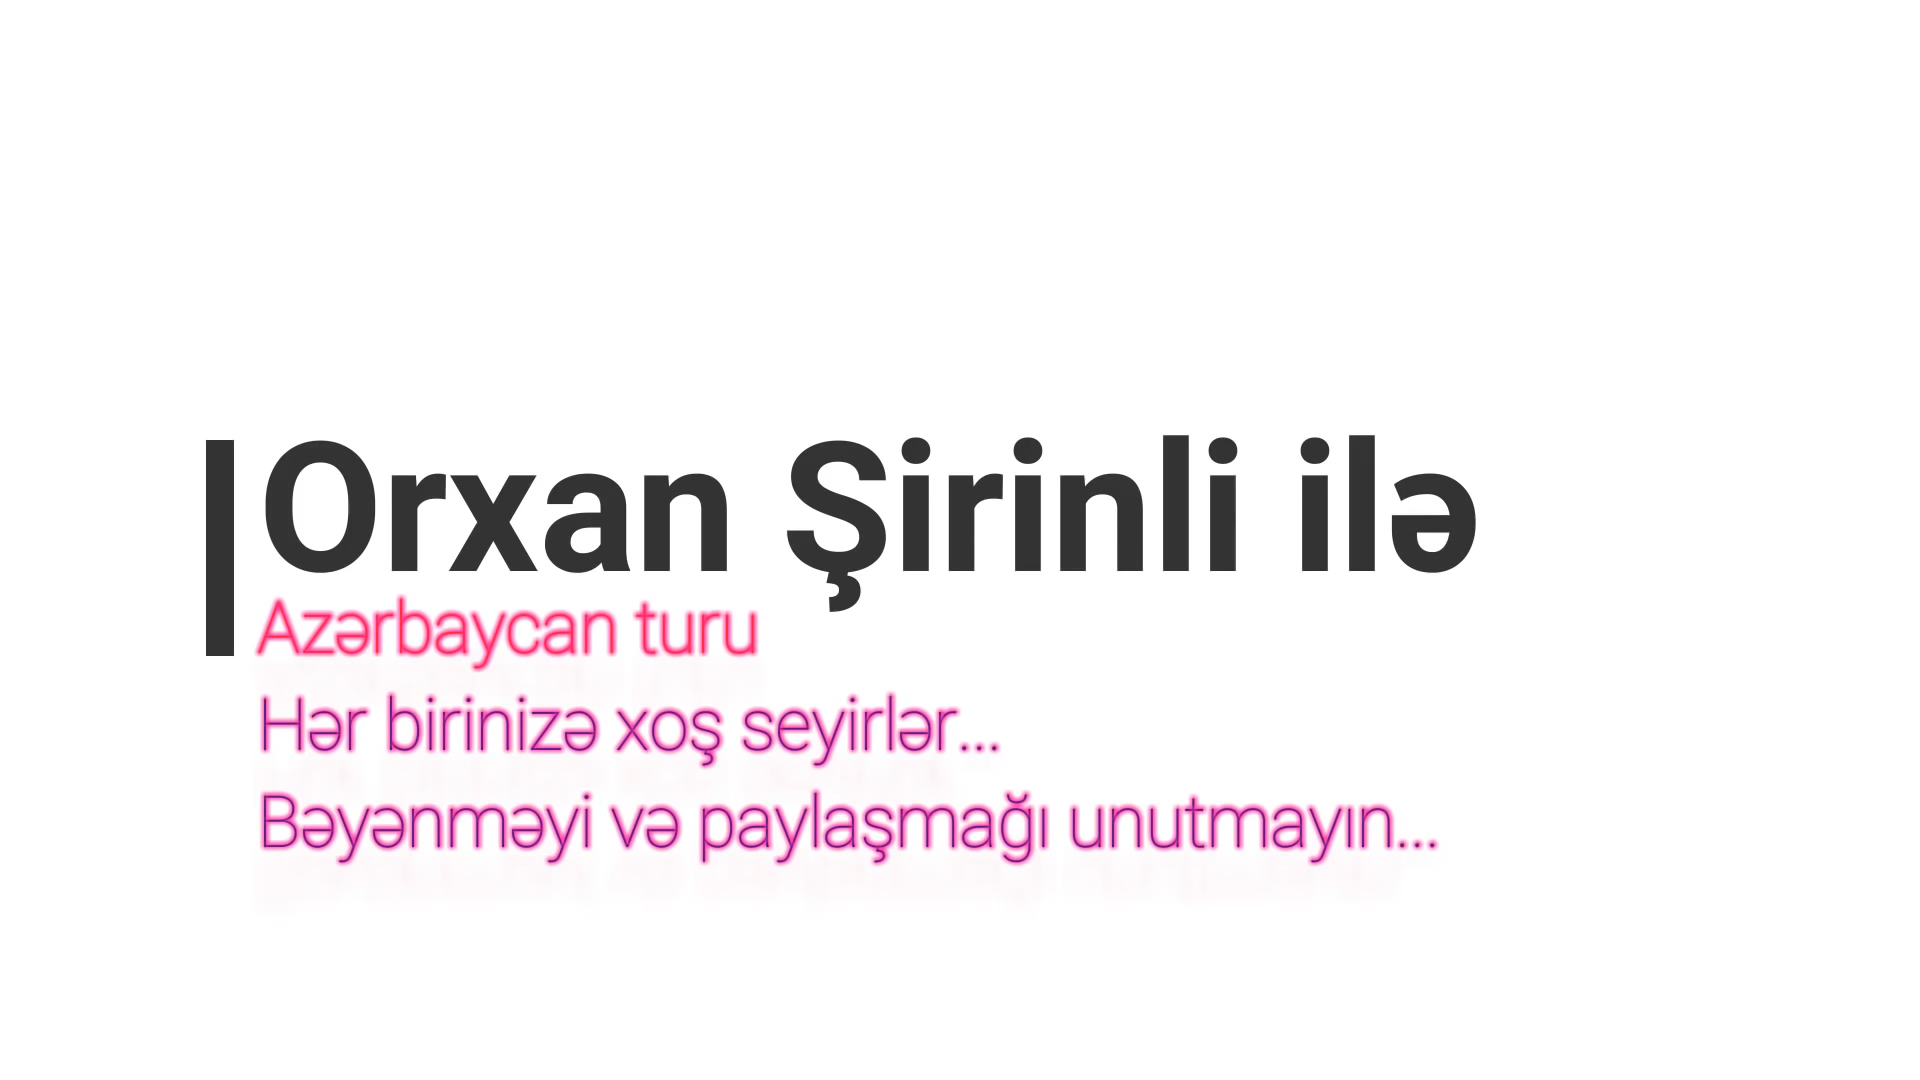 Orxan Şirinli ilə
Azərbaycan turu
Hər birinizə xoş seyirlər...
Bəyənməyi və paylaşmağı unutmayın...